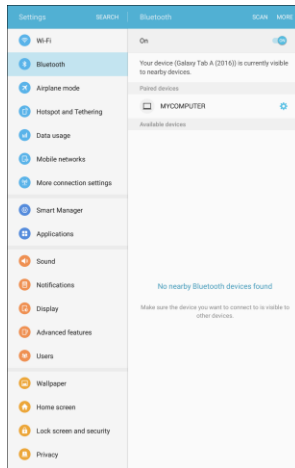 Settings
SEARCH
Wi-Fi
Bluetooth
Airplane mode
Hotspot and Tethering
Data usage
Mobile networks
More connection settings
Smart Manager
Applications
Sound
Notifications
Display
Advanced features
Users
Wallpaper
Home screen
Lock screen and security
Privacy
Bluetooth
SCAN
MORE
On
ON
Your device (Galaxy Tab A (2016)) is currently visible
to nearby devices.
Paired devices
MYCOMPUTER
Available devices
No nearby Bluetooth devices found
Make sure the device you want to connect to is visible to
other devices.